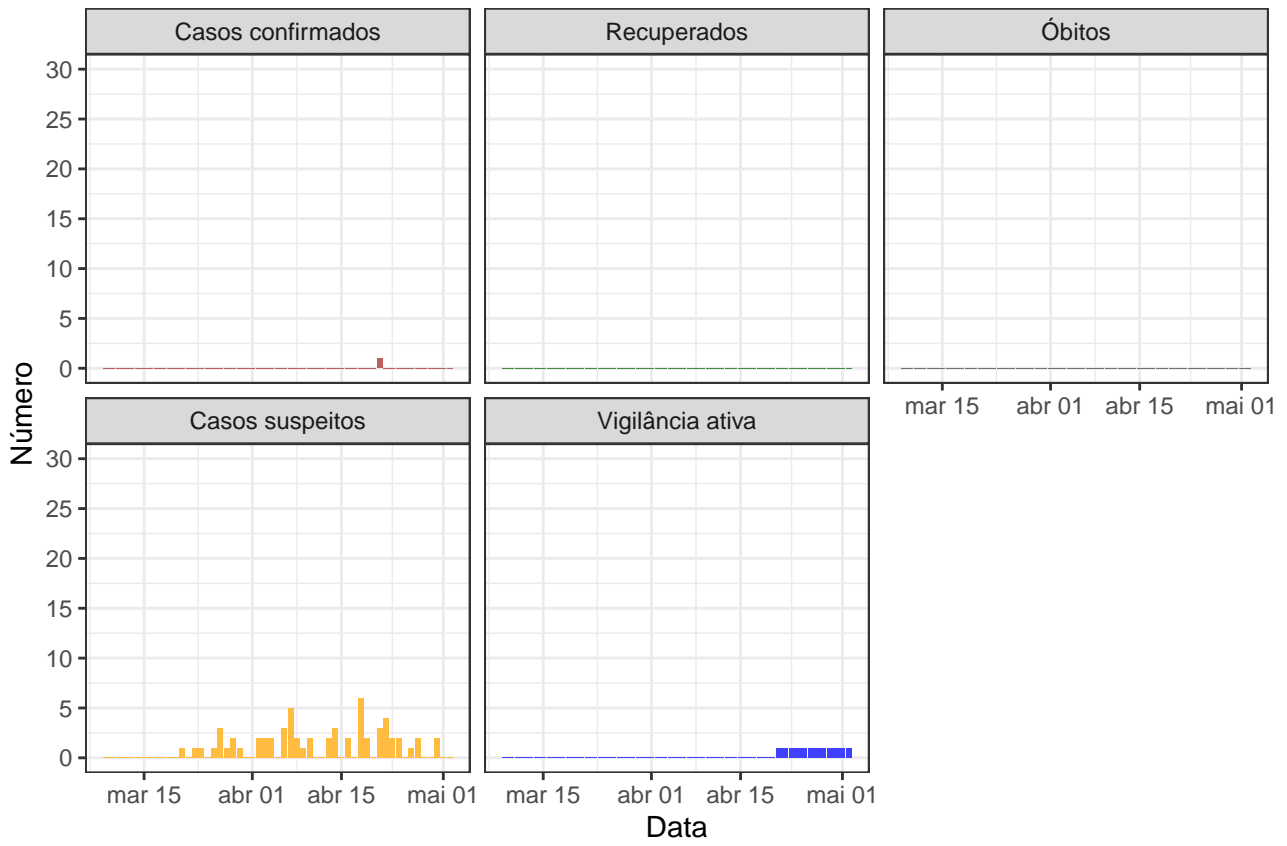 Casos confirmados
Recuperados
Óbitos
30
25
20
15
10
5
0
mar 15
abr 01
abr 15
mai 01
Casos suspeitos
Vigilância ativa
30
25
20
15
10
5
0
mar 15
abr 01
abr 15
mai 01
mar 15
abr 01
abr 15
mai 01
Número
Data